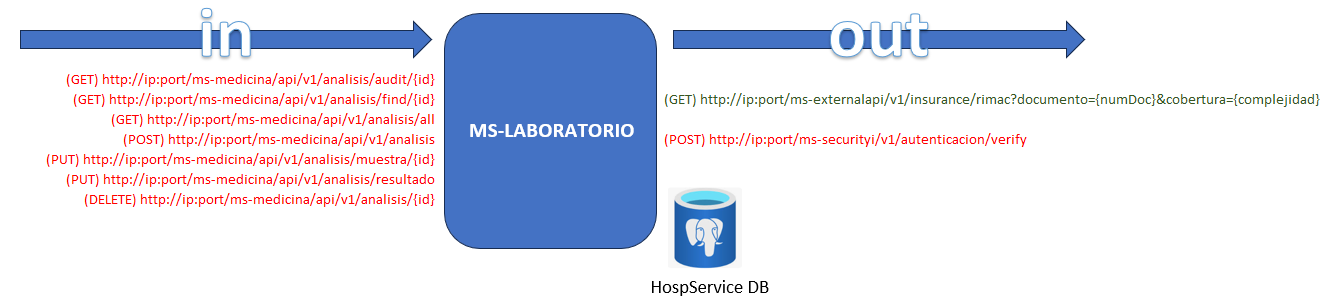 in
(GET) http://ip:port/ms-medicina/api/v1/analisis/audit/{id}
(GET) http://ip:port/ms-medicina/api/v1/analisis/find/{id}
(GET) http://ip:port/ms-medicina/api/v1/analisis/all
(POST) http://ip:port/ms-medicina/api/v1/analisis
(PUT) http://ip:port/ms-medicina/api/v1/analisis/muestra/{id}
(PUT) http://ip:port/ms-medicina/api/v1/analisis/resultado
(DELETE) http://ip:port/ms-medicina/api/v1/analisis/{id}
MS-LABORATORIO
out
(GET) http://ip:port/ms-externalapi/v1/insurance/rimac?documento={numDoc}&cobertura={complejidad}
(POST) http://ip:port/ms-securityi/v1/autenticacion/verify
HospService DB